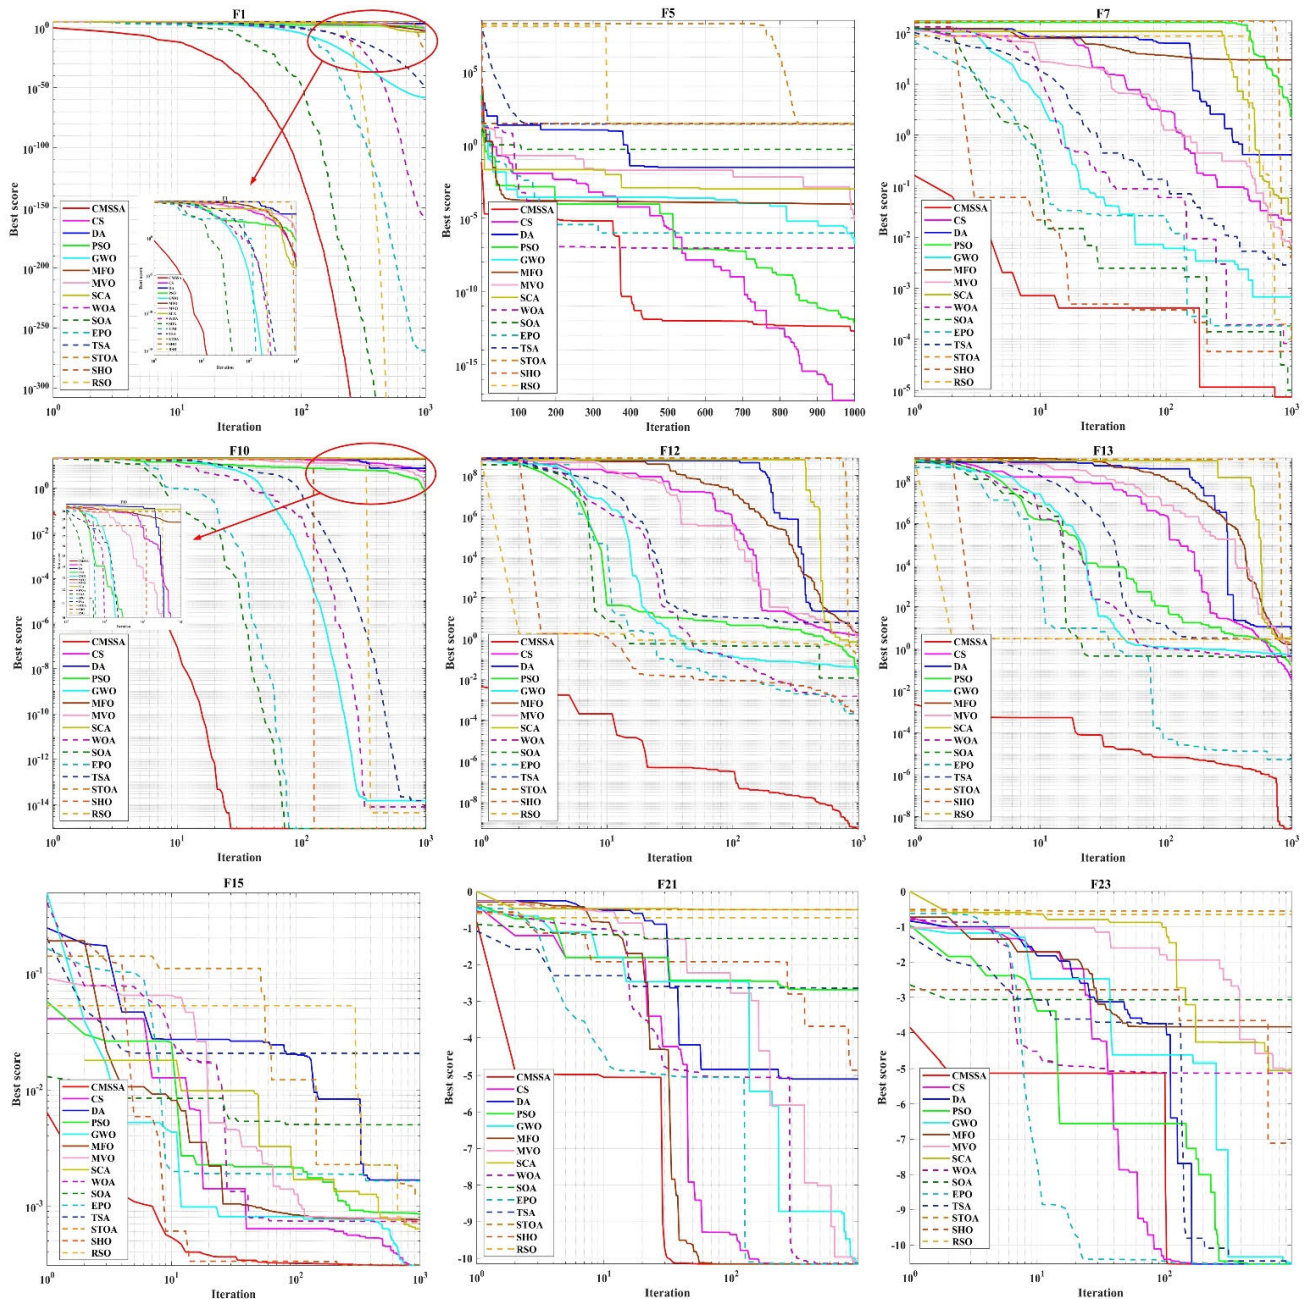 F1
Best score
10^0
10^-50
10^-100
10^-150
10^-200
10^-250
10^-300
CMSSA
CS
DA
PSO
GWO
MFO
MVO
SCA
WOA
SOA
EPO
TSA
STOA
SHO
RSO
10^0 10^1 10^2 10^3
Iteration
F5
Best score
10^5
10^0
10^-5
10^-10
10^-15
CMSSA
CS
DA
PSO
GWO
MFO
MVO
SCA
WOA
SOA
EPO
TSA
STOA
SHO
RSO
100 200 300 400 500 600 700 800 900 1000
Iteration
F7
Best score
10^2
10^1
10^0
10^-1
10^-2
10^-3
10^-4
10^-5
CMSSA
CS
DA
PSO
GWO
MFO
MVO
SCA
WOA
SOA
EPO
TSA
STOA
SHO
RSO
10^0 10^1 10^2 10^3
Iteration
F10
Best score
10^0
10^-2
10^-4
10^-6
10^-8
10^-10
10^-12
10^-14
CMSSA
CS
DA
PSO
GWO
MFO
MVO
SCA
WOA
SOA
EPO
TSA
STOA
SHO
RSO
10^0 10^1 10^2 10^3
Iteration
F12
Best score
10^8
10^6
10^4
10^2
10^0
10^-2
10^-4
10^-6
10^-8
CMSSA
CS
DA
PSO
GWO
MFO
MVO
SCA
WOA
SOA
EPO
TSA
STOA
SHO
RSO
10^0 10^1 10^2 10^3
Iteration
F13
Best score
10^8
10^6
10^4
10^2
10^0
10^-2
10^-4
10^-6
10^-8
CMSSA
CS
DA
PSO
GWO
MFO
MVO
SCA
WOA
SOA
EPO
TSA
STOA
SHO
RSO
10^0 10^1 10^2 10^3
Iteration
F15
Best score
10^-1
10^-2
10^-3
CMSSA
CS
DA
PSO
GWO
MFO
MVO
SCA
WOA
SOA
EPO
TSA
STOA
SHO
RSO
10^0 10^1 10^2 10^3
Iteration
F21
Best score
0
-1
-2
-3
-4
-5
-6
-7
-8
-9
-10
CMSSA
CS
DA
PSO
GWO
MFO
MVO
SCA
WOA
SOA
EPO
TSA
STOA
SHO
RSO
10^0 10^1 10^2
Iteration
F23
Best score
0
-1
-2
-3
-4
-5
-6
-7
-8
-9
-10
CMSSA
CS
DA
PSO
GWO
MFO
MVO
SCA
WOA
SOA
EPO
TSA
STOA
SHO
RSO
10^0 10^1 10^2
Iteration